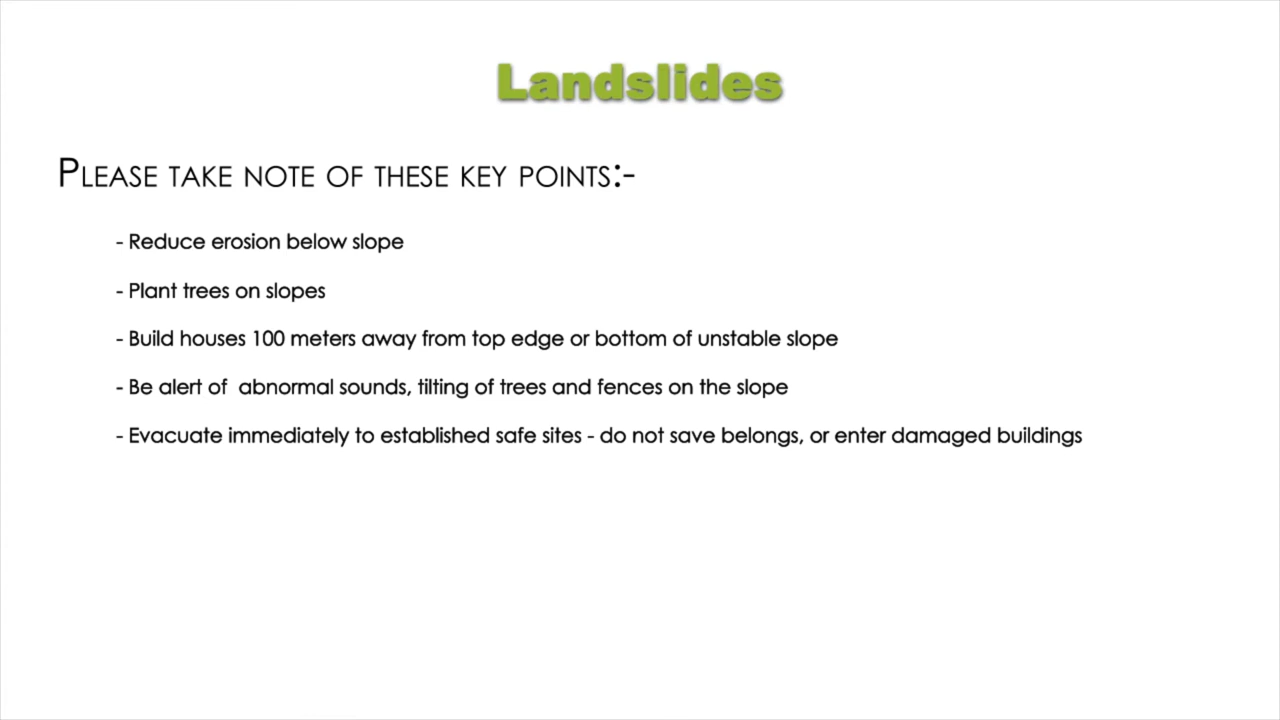 Landslides
Please take note of these key points:-
- Reduce erosion below slope
- Plant trees on slopes
- Build houses 100 meters away from top edge or bottom of unstable slope
- Be alert of  abnormal sounds, tilting of trees and fences on the slope
- Evacuate immediately to established safe sites - do not save belongs, or enter damaged buildings